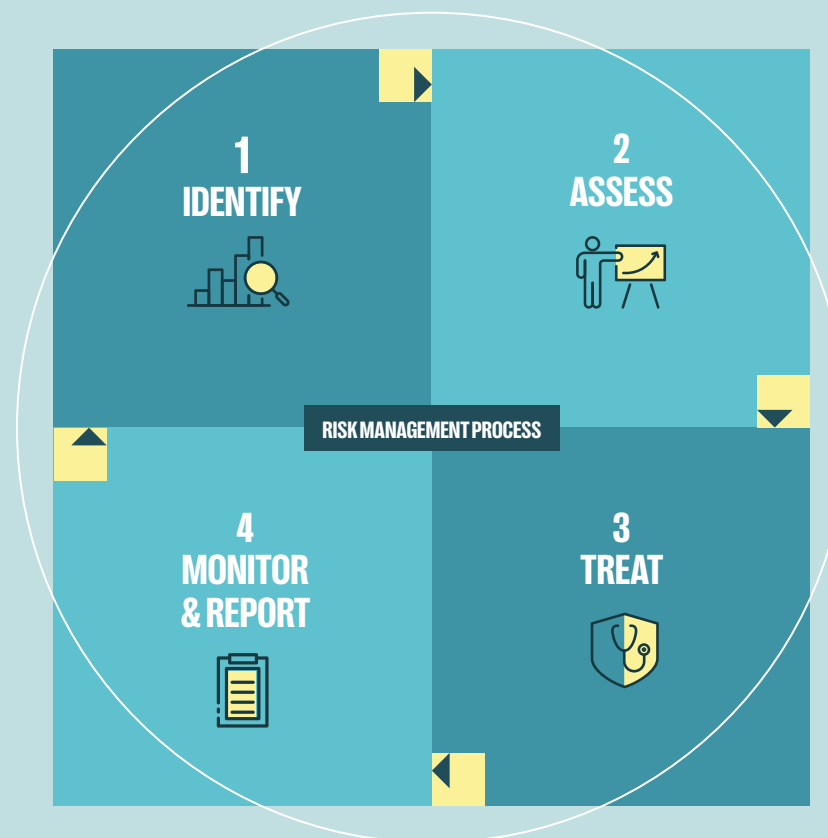 1
IDENTIFY
2
ASSESS
RISK MANAGEMENT PROCESS
3
TREAT
4
MONITOR
& REPORT